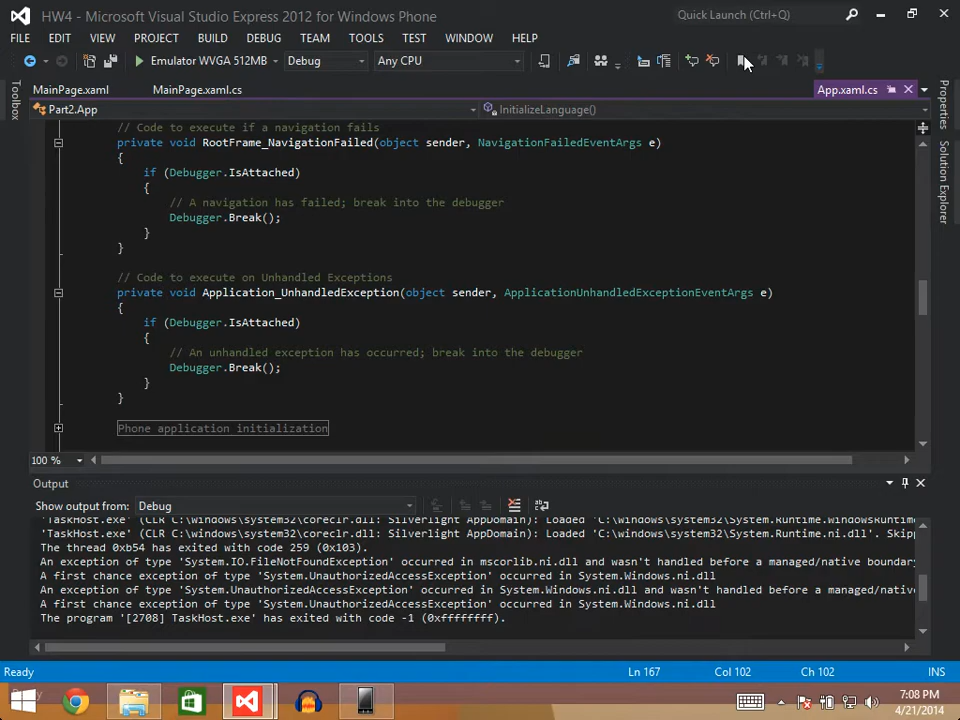 HW4 - Microsoft Visual Studio Express 2012 for Windows Phone
Quick Launch (Ctrl+Q)
FILE EDIT VIEW PROJECT BUILD DEBUG TEAM TOOLS TEST WINDOW HELP
Emulator WVGA 512MB Debug Any CPU
MainPage.xaml MainPage.xaml.cs App.xaml.cs
Toolbox
Properties
Solution Explorer
Part2.App InitializeLanguage()
// Code to execute if a navigation fails
private void RootFrame_NavigationFailed(object sender, NavigationFailedEventArgs e)
{
if (Debugger.IsAttached)
{
// A navigation has failed; break into the debugger
Debugger.Break();
}
}
// Code to execute on Unhandled Exceptions
private void Application_UnhandledException(object sender, ApplicationUnhandledExceptionEventArgs e)
{
if (Debugger.IsAttached)
{
// An unhandled exception has occurred; break into the debugger
Debugger.Break();
}
}
Phone application initialization
100 %
Output
Show output from: Debug
'TaskHost.exe' (CLR C:\windows\system32\coreclr.dll: Silverlight AppDomain): Loaded 'C:\windows\system32\System.Runtime.WindowsRuntim
'TaskHost.exe' (CLR C:\windows\system32\coreclr.dll: Silverlight AppDomain): Loaded 'C:\windows\system32\System.Runtime.ni.dll'. Skip
The thread 0xb54 has exited with code 259 (0x103).
An exception of type 'System.IO.FileNotFoundException' occurred in mscorlib.ni.dll and wasn't handled before a managed/native boundar
A first chance exception of type 'System.UnauthorizedAccessException' occurred in System.Windows.ni.dll
An exception of type 'System.UnauthorizedAccessException' occurred in System.Windows.ni.dll and wasn't handled before a managed/native
A first chance exception of type 'System.UnauthorizedAccessException' occurred in System.Windows.ni.dll
The program '[2708] TaskHost.exe' has exited with code -1 (0xffffffff).
Ready Ln 167 Col 102 Ch 102 INS
7:08 PM
4/21/2014